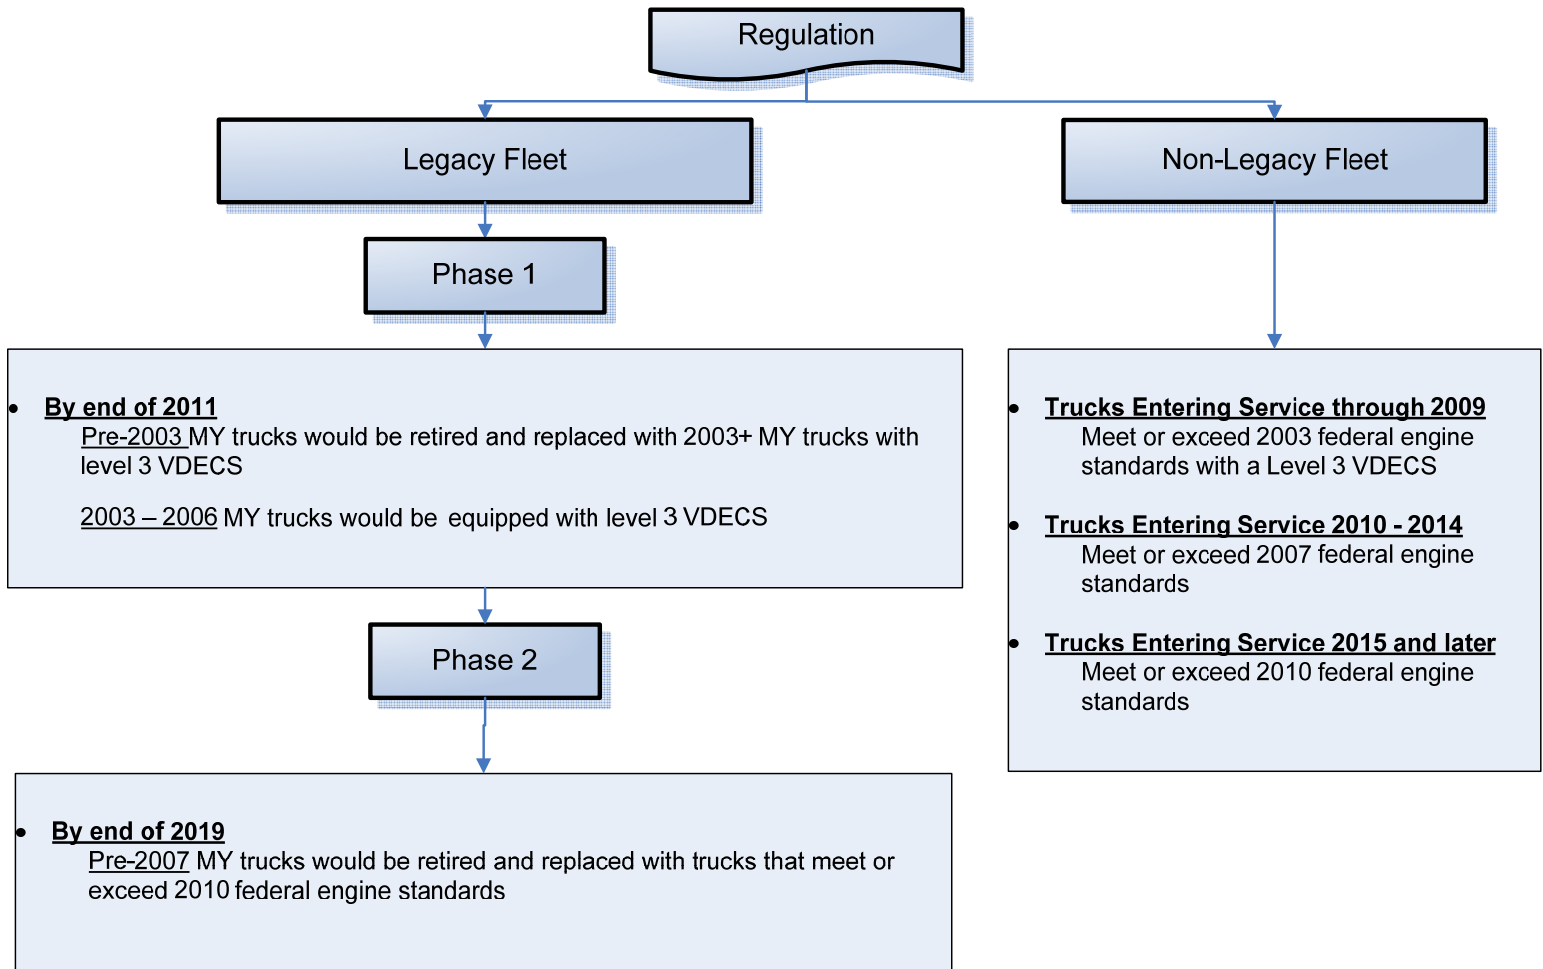 Regulation
Legacy Fleet
Non-Legacy Fleet
Phase 1
• By end of 2011
Pre-2003 MY trucks would be retired and replaced with 2003+ MY trucks with
level 3 VDECS
2003 – 2006 MY trucks would be equipped with level 3 VDECS
Phase 2
• By end of 2019
Pre-2007 MY trucks would be retired and replaced with trucks that meet or
exceed 2010 federal engine standards
• Trucks Entering Service through 2009
Meet or exceed 2003 federal engine
standards with a Level 3 VDECS
• Trucks Entering Service 2010 - 2014
Meet or exceed 2007 federal engine
standards
• Trucks Entering Service 2015 and later
Meet or exceed 2010 federal engine
standards